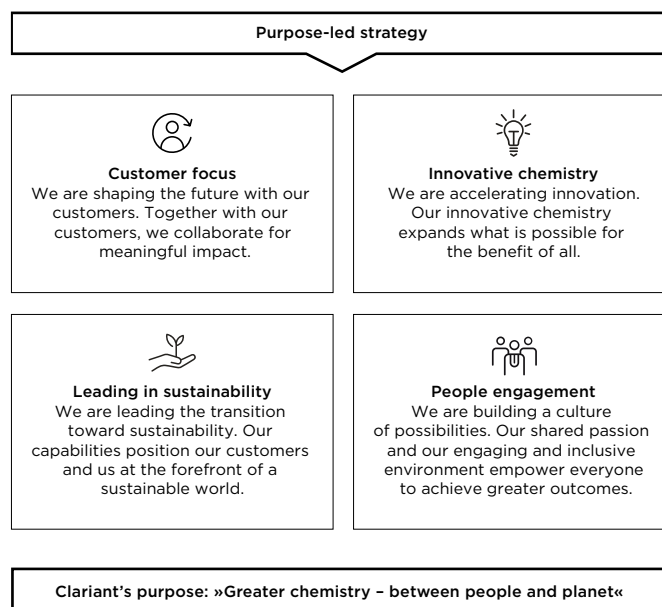 Purpose-led strategy
Customer focus
We are shaping the future with our
customers. Together with our
customers, we collaborate for
meaningful impact.
Innovative chemistry
We are accelerating innovation.
Our innovative chemistry
expands what is possible for
the benefit of all.
Leading in sustainability
We are leading the transition
toward sustainability. Our
capabilities position our customers
and us at the forefront of a
sustainable world.
People engagement
We are building a culture
of possibilities. Our shared passion
and our engaging and inclusive
environment empower everyone
to achieve greater outcomes.
Clariant’s purpose: »Greater chemistry – between people and planet«